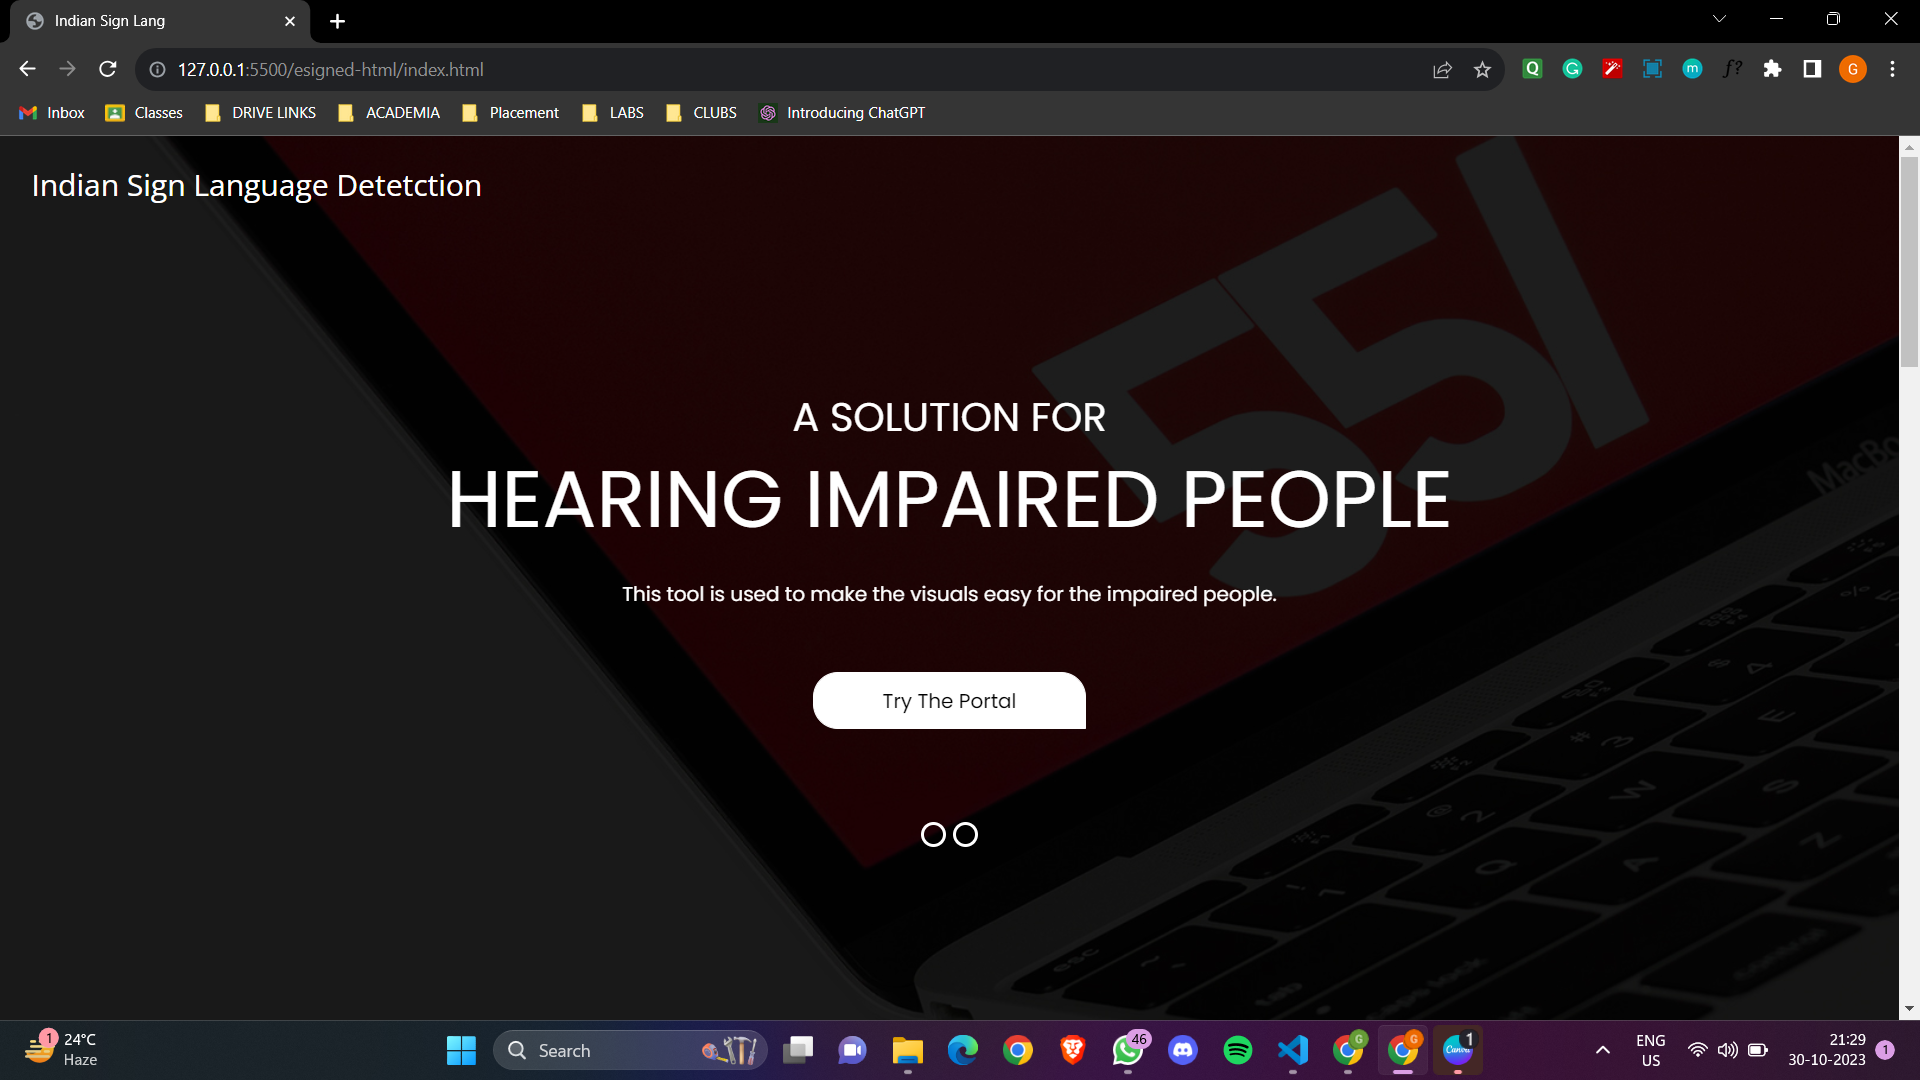 Indian Sign Lang
127.0.0.1:5500/esigned-html/index.html
Inbox Classes DRIVE LINKS ACADEMIA Placement LABS CLUBS Introducing ChatGPT
Indian Sign Language Detetction
A SOLUTION FOR
HEARING IMPAIRED PEOPLE
This tool is used to make the visuals easy for the impaired people.
Try The Portal
24°C
Haze
Search
46
1
ENG
US
21:29
30-10-2023
1